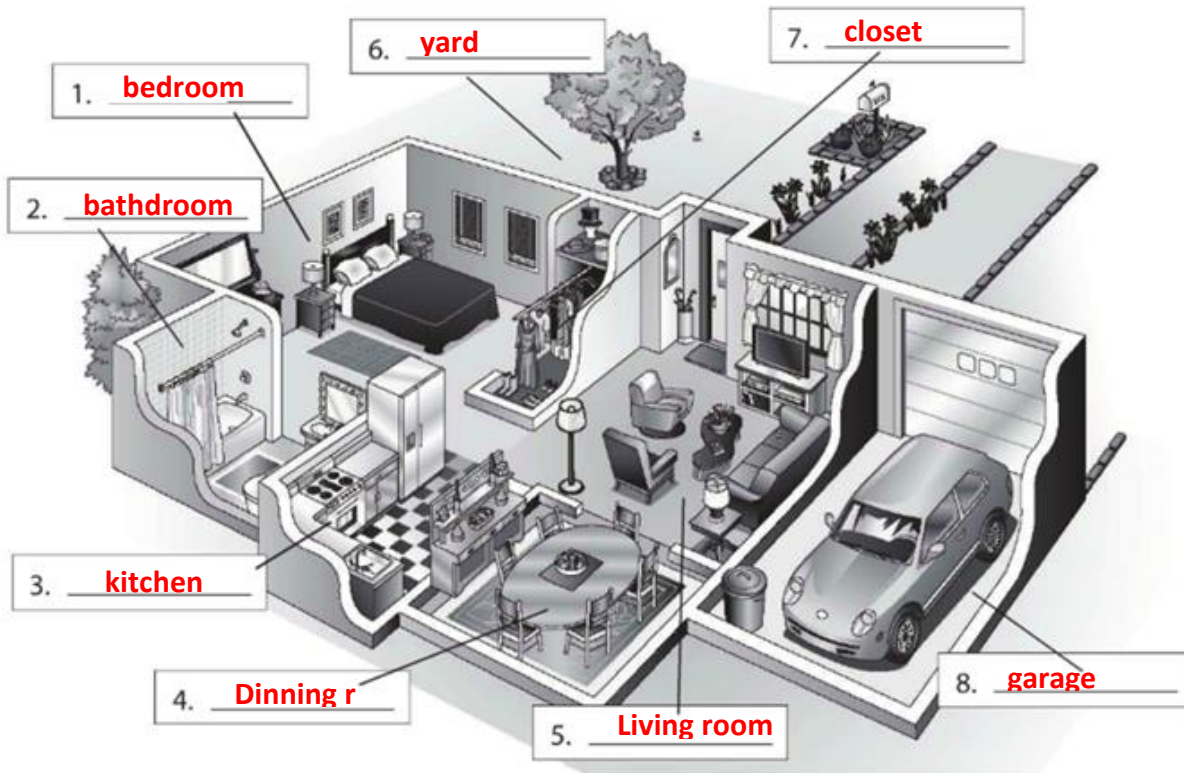 1. bedroom
2. bathdroom
3. kitchen
4. Dinning r
5. Living room
6. yard
7. closet
8. garage